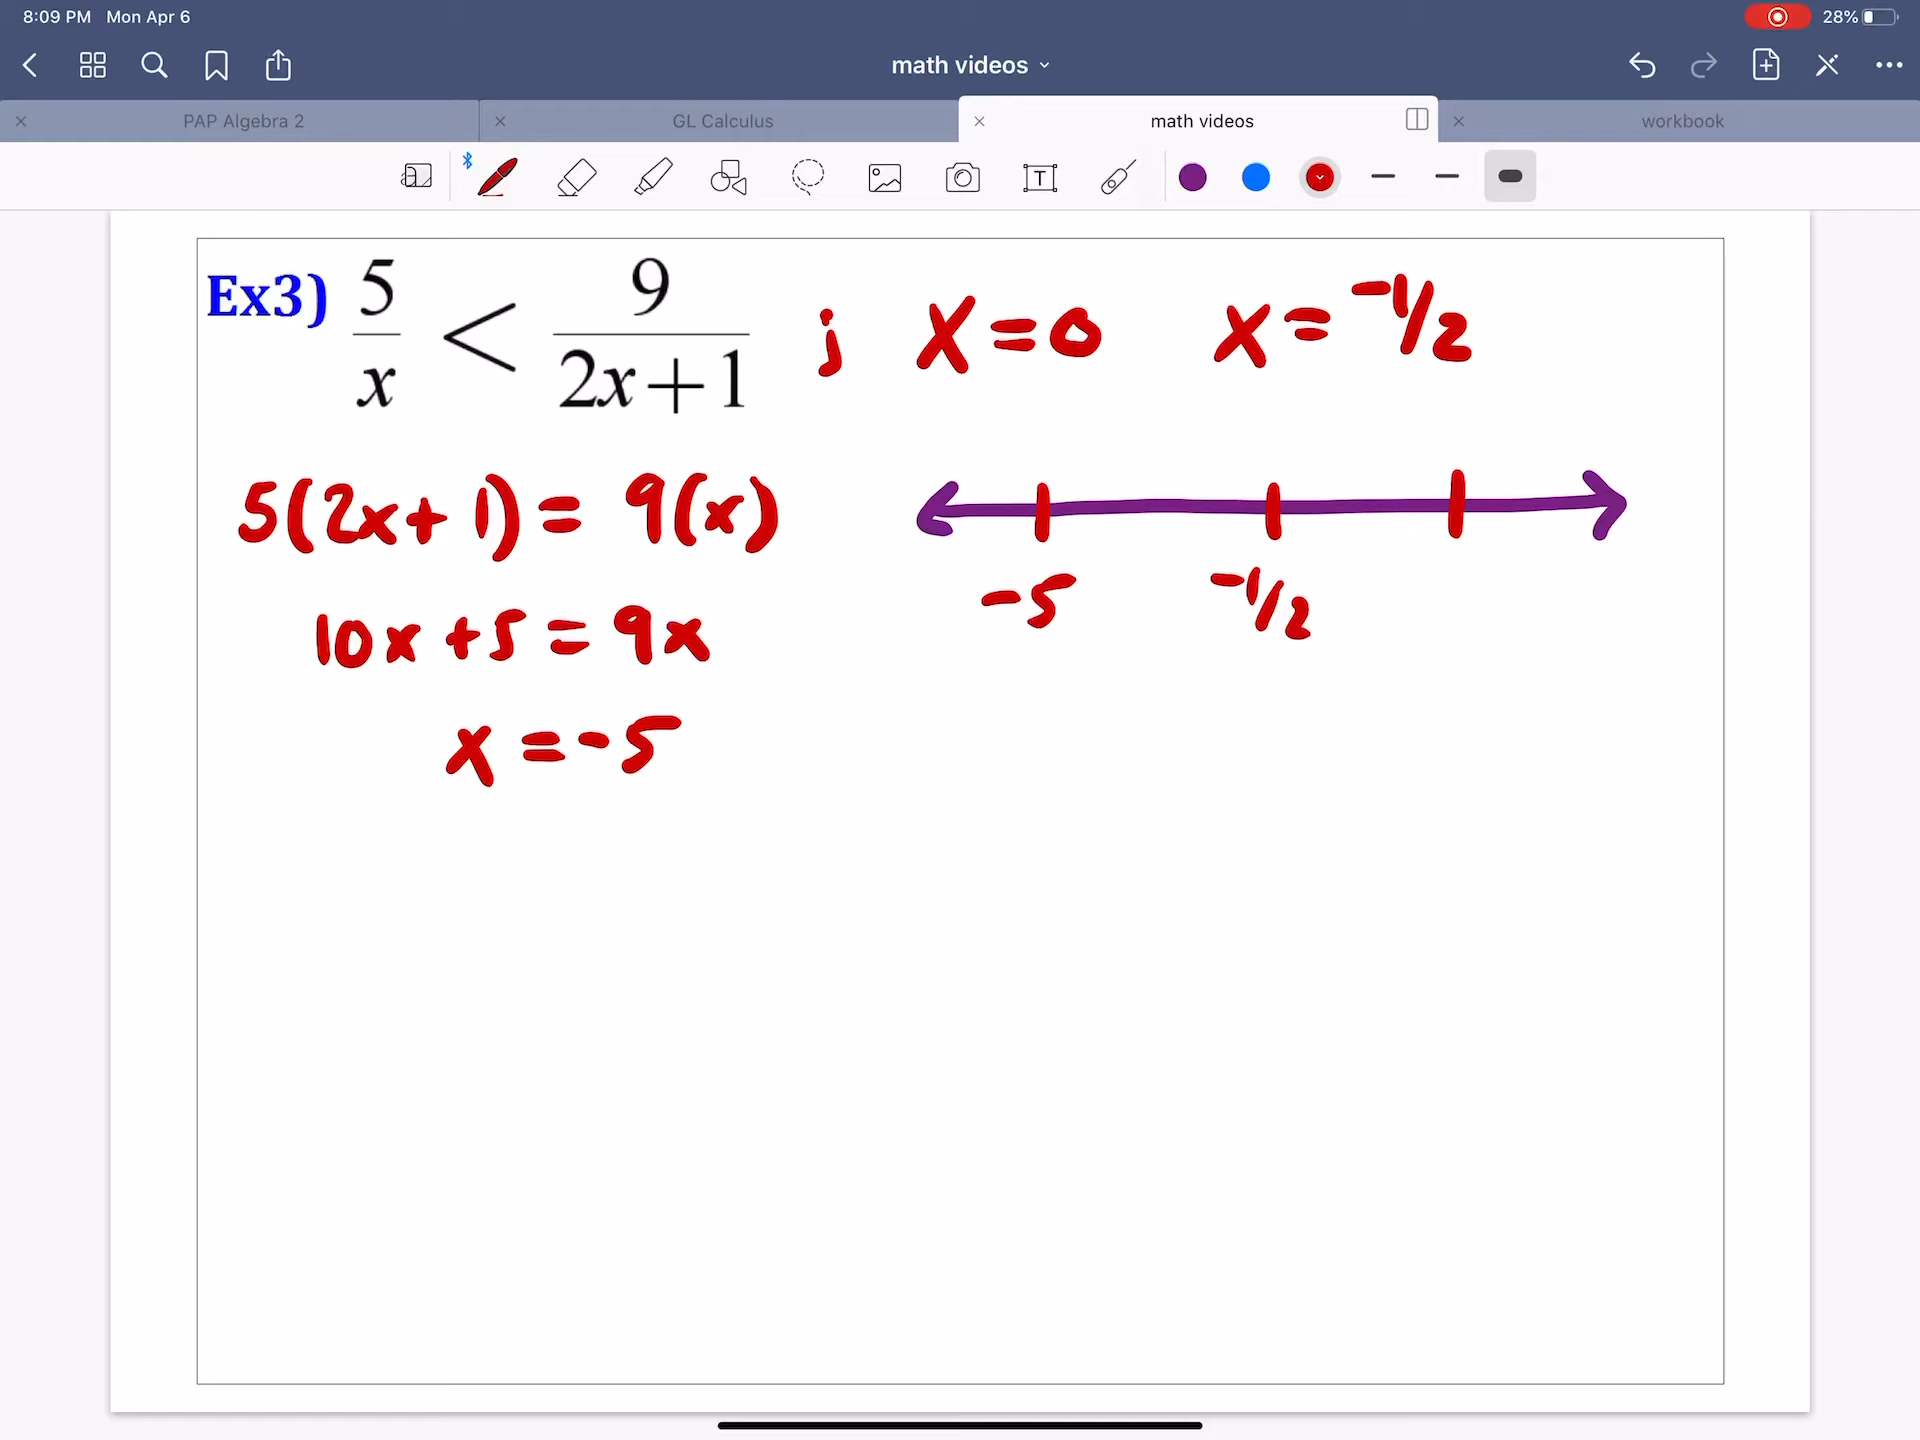 8:09 PM Mon Apr 6 28%
math videos
PAP Algebra 2 GL Calculus math videos workbook
Ex3) 5/x < 9/(2x+1) ; x=0 x=-1/2
5(2x+1)=9(x)
-5 -1/2
10x+5=9x
x=-5